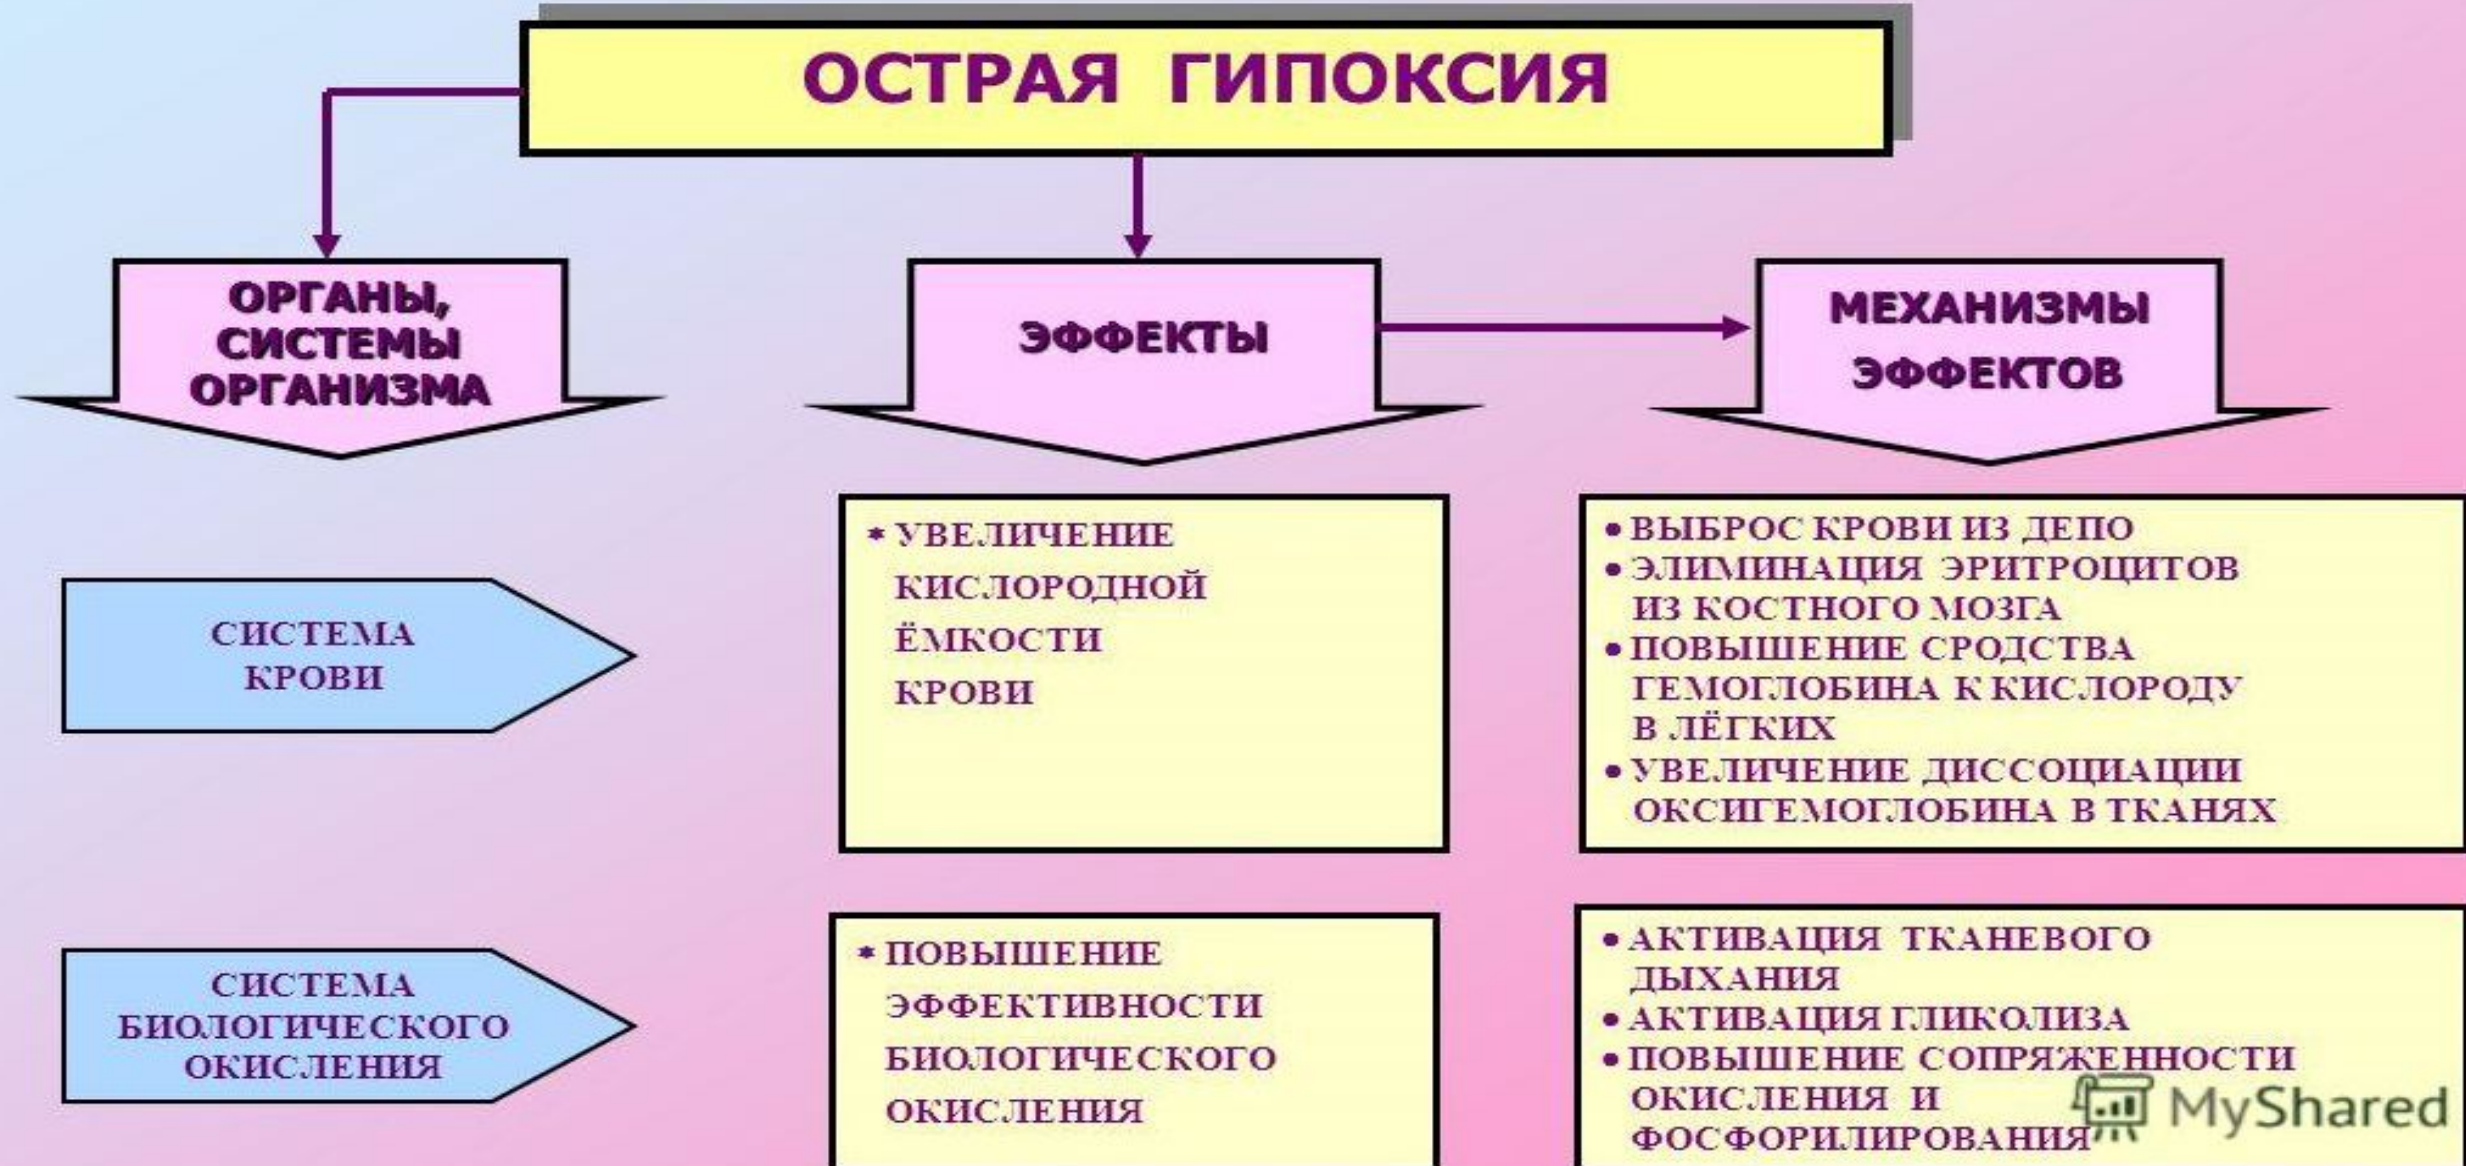 ОСТРАЯ ГИПОКСИЯ
ОРГАНЫ,
СИСТЕМЫ
ОРГАНИЗМА
ЭФФЕКТЫ
МЕХАНИЗМЫ
ЭФФЕКТОВ
СИСТЕМА
КРОВИ
* УВЕЛИЧЕНИЕ
КИСЛОРОДНОЙ
ЁМКОСТИ
КРОВИ
• ВЫБРОС КРОВИ ИЗ ДЕПО
• ЭЛИМИНАЦИЯ ЭРИТРОЦИТОВ
ИЗ КОСТНОГО МОЗГА
• ПОВЫШЕНИЕ СРОДСТВА
ГЕМОГЛОБИНА К КИСЛОРОДУ
В ЛЁГКИХ
• УВЕЛИЧЕНИЕ ДИССОЦИАЦИИ
ОКСИГЕМОГЛОБИНА В ТКАНЯХ
СИСТЕМА
БИОЛОГИЧЕСКОГО
ОКИСЛЕНИЯ
* ПОВЫШЕНИЕ
ЭФФЕКТИВНОСТИ
БИОЛОГИЧЕСКОГО
ОКИСЛЕНИЯ
• АКТИВАЦИЯ ТКАНЕВОГО
ДЫХАНИЯ
• АКТИВАЦИЯ ГЛИКОЛИЗА
• ПОВЫШЕНИЕ СОПРЯЖЕННОСТИ
ОКИСЛЕНИЯ И
ФОСФОРИЛИРОВАНИЯ
MyShared